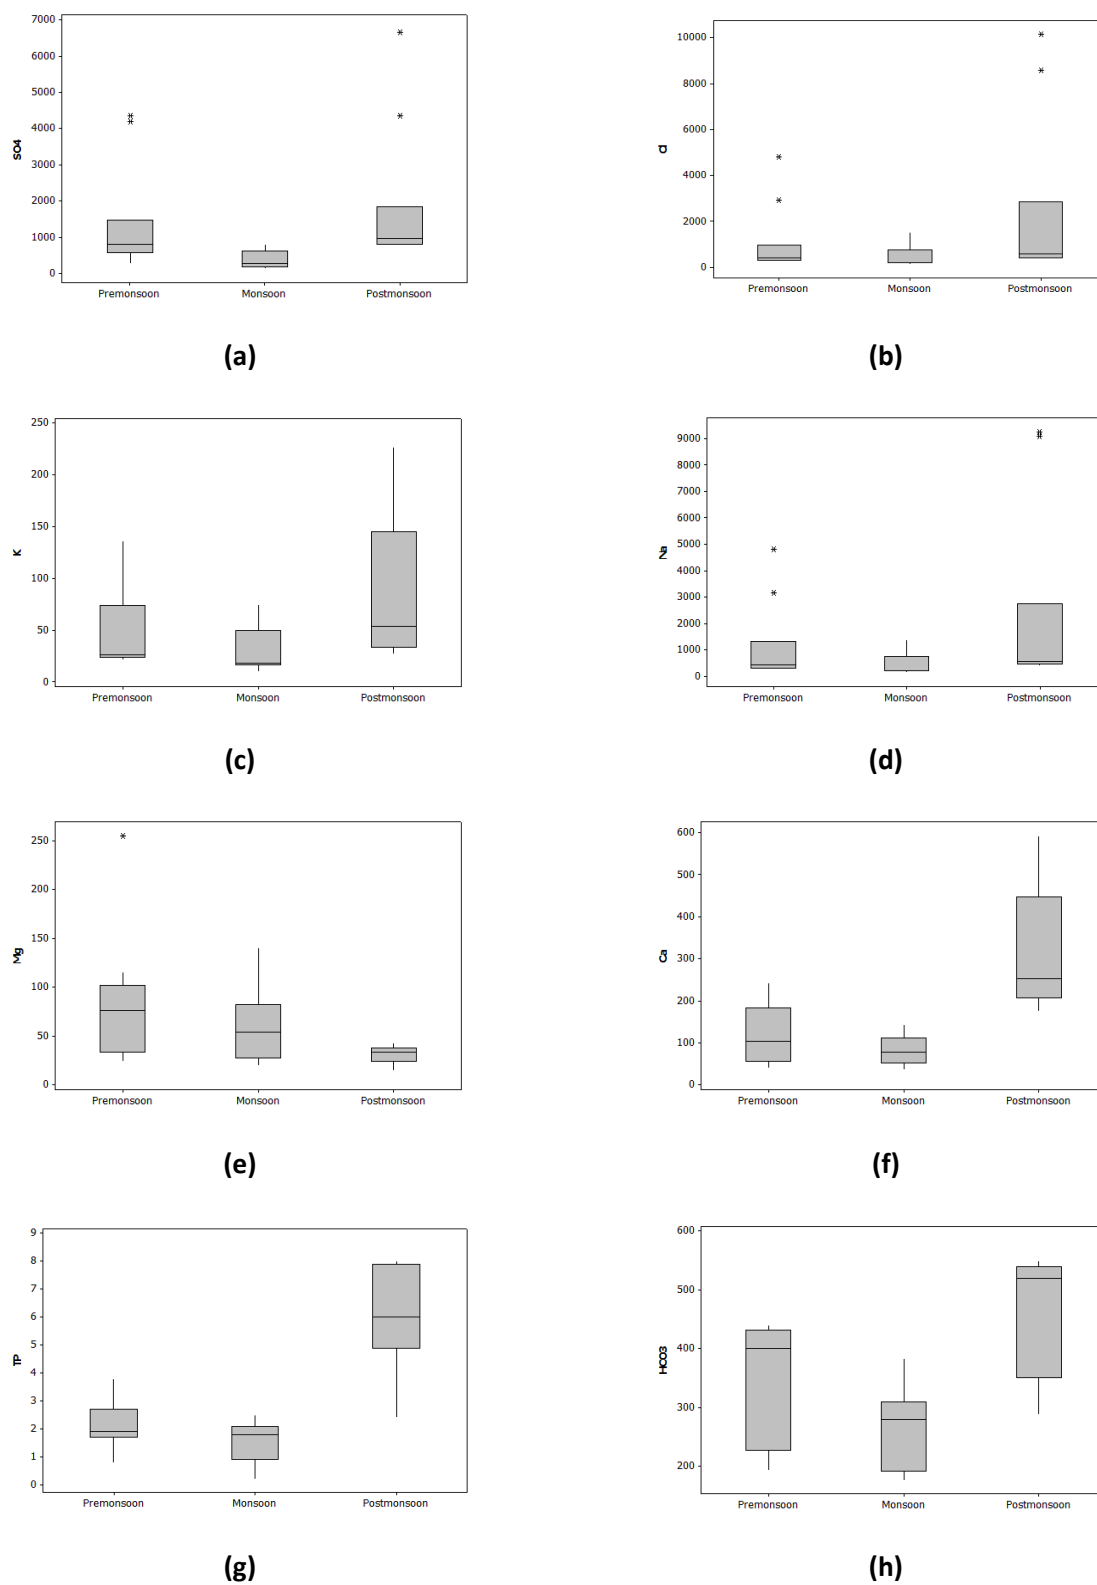 7000
6000
5000
4000
3000
2000
1000
0
SO4
Premonsoon Monsoon Postmonsoon
(a)
10000
8000
6000
4000
2000
0
Cl
Premonsoon Monsoon Postmonsoon
(b)
250
200
150
100
50
0
K
Premonsoon Monsoon Postmonsoon
(c)
9000
8000
7000
6000
5000
4000
3000
2000
1000
0
Na
Premonsoon Monsoon Postmonsoon
(d)
250
200
150
100
50
0
Mg
Premonsoon Monsoon Postmonsoon
(e)
600
500
400
300
200
100
0
Ca
Premonsoon Monsoon Postmonsoon
(f)
9
8
7
6
5
4
3
2
1
0
TP
Premonsoon Monsoon Postmonsoon
(g)
600
500
400
300
200
HCO3
Premonsoon Monsoon Postmonsoon
(h)